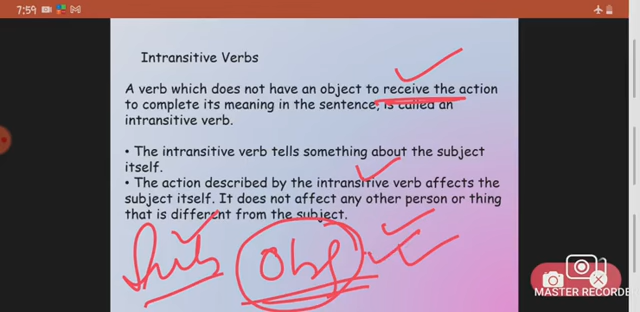 7:59
Intransitive Verbs
A verb which does not have an object to receive the action
to complete its meaning in the sentence, is called an
intransitive verb.
• The intransitive verb tells something about the subject
itself.
• The action described by the intransitive verb affects the
subject itself. It does not affect any other person or thing
that is different from the subject.
Sub Obj
MASTER RECORDER